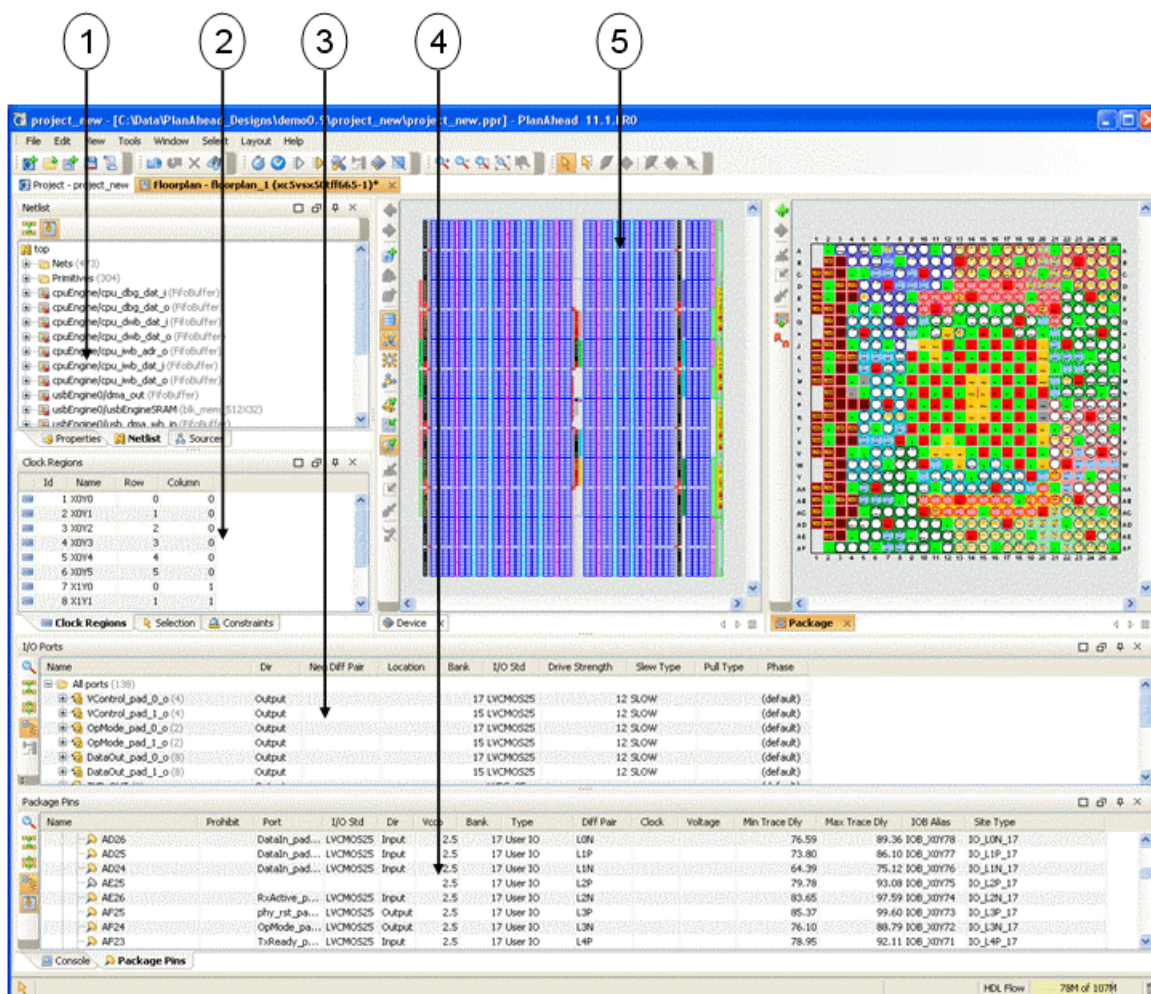 1 2 3 4 5
project_new - [C:\Data\PlanAhead_Designs\demo0.9\project_new\project_new.ppr] - PlanAhead 11.1.
File Edit View Tools Window Select Layout Help
Project - project_new Floorplan - floorplan_1 (xc5vsx50tff665-1)*
Netlist
top
Nets (473)
Primitives (304)
cpuEngine/cpu_dbg_dat_i (FifoBuffer)
cpuEngine/cpu_dbg_dat_o (FifoBuffer)
cpuEngine/cpu_dwb_dat_i (FifoBuffer)
cpuEngine/cpu_dwb_dat_o (FifoBuffer)
cpuEngine/cpu_iwb_adr_o (FifoBuffer)
cpuEngine/cpu_iwb_dat_i (FifoBuffer)
cpuEngine/cpu_iwb_dat_o (FifoBuffer)
usbEngine0/dma_out (FifoBuffer)
usbEngine0/usbEngineSRAM (blk_mem_512X32)
usbEngine0/usb_dma_wb_in (FifoBuffer)
Properties Netlist Sources
Clock Regions
Id Name Row Column
1 X0Y0 0 0
2 X0Y1 1 0
3 X0Y2 2 0
4 X0Y3 3 0
5 X0Y4 4 0
6 X0Y5 5 0
7 X1Y0 0 1
8 X1Y1 1 1
Clock Regions Selection Constraints
Device
Package
I/O Ports
Name Dir Neg Diff Pair Location Bank I/O Std Drive Strength Slew Type Pull Type Phase
All ports (138)
VControl_pad_0_o (4) Output 17 LVCMOS25 12 SLOW (default)
VControl_pad_1_o (4) Output 15 LVCMOS25 12 SLOW (default)
OpMode_pad_0_o (2) Output 17 LVCMOS25 12 SLOW (default)
OpMode_pad_1_o (2) Output 15 LVCMOS25 12 SLOW (default)
DataOut_pad_0_o (8) Output 17 LVCMOS25 12 SLOW (default)
DataOut_pad_1_o (8) Output 15 LVCMOS25 12 SLOW (default)
Package Pins
Name Prohibit Port I/O Std Dir Vcco Bank Type Diff Pair Clock Voltage Min Trace Dly Max Trace Dly IOB Alias Site Type
AD26 DataIn_pad... LVCMOS25 Input 2.5 17 User IO L0N 76.59 89.36 IOB_X0Y78 IO_L0N_17
AD25 DataIn_pad... LVCMOS25 Input 2.5 17 User IO L1P 73.80 86.10 IOB_X0Y77 IO_L1P_17
AD24 DataIn_pad... LVCMOS25 Input 2.5 17 User IO L1N 64.39 75.12 IOB_X0Y76 IO_L1N_17
AE25 2.5 17 User IO L2P 79.78 93.08 IOB_X0Y75 IO_L2P_17
AE26 RxActive_p... LVCMOS25 Input 2.5 17 User IO L2N 83.65 97.59 IOB_X0Y74 IO_L2N_17
AF25 phy_rst_pa... LVCMOS25 Output 2.5 17 User IO L3P 85.37 99.60 IOB_X0Y73 IO_L3P_17
AF24 OpMode_pa... LVCMOS25 Output 2.5 17 User IO L3N 76.10 88.79 IOB_X0Y72 IO_L3N_17
AF23 TxReady_p... LVCMOS25 Input 2.5 17 User IO L4P 78.95 92.11 IOB_X0Y71 IO_L4P_17
Console Package Pins
HDL Flow 78M of 107M